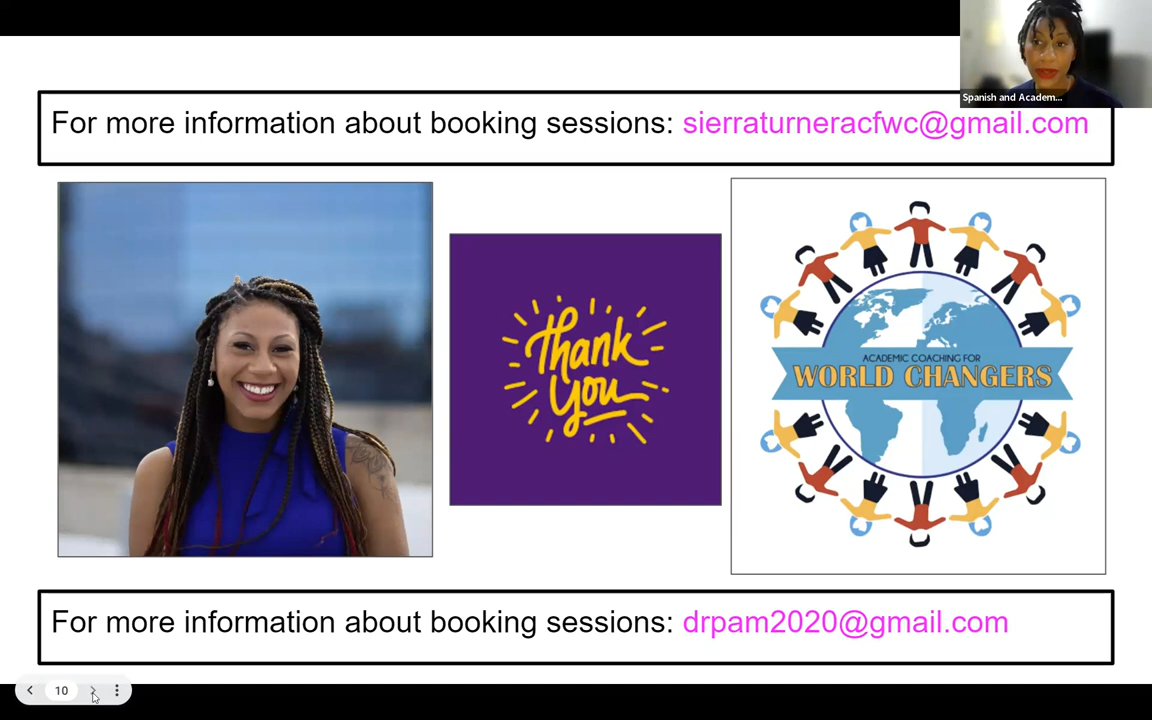 Spanish and Academ...
For more information about booking sessions: sierraturneracfwc@gmail.com
Thank
You
ACADEMIC COACHING FOR
WORLD CHANGERS
For more information about booking sessions: drpam2020@gmail.com
10